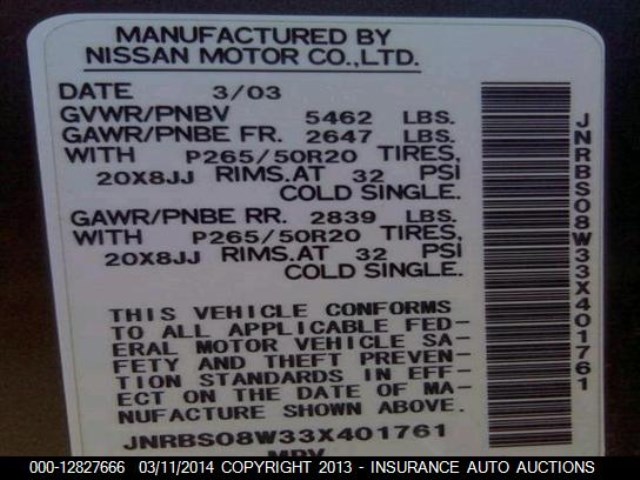 MANUFACTURED BY
NISSAN MOTOR CO.,LTD.
DATE 3/03
GVWR/PNBV 5462 LBS.
GAWR/PNBE FR. 2647 LBS.
WITH P265/50R20 TIRES,
20X8JJ RIMS.AT 32 PSI
COLD SINGLE.
GAWR/PNBE RR. 2839 LBS.
WITH P265/50R20 TIRES,
20X8JJ RIMS.AT 32 PSI
COLD SINGLE.
THIS VEHICLE CONFORMS
TO ALL APPLICABLE FED-
ERAL MOTOR VEHICLE SA-
FETY AND THEFT PREVEN-
TION STANDARDS IN EFF-
ECT ON THE DATE OF MA-
NUFACTURE SHOWN ABOVE.
JNRBS08W33X401761
MPV
JNRBS08W33X401761
000-12827666 03/11/2014 COPYRIGHT 2013 - INSURANCE AUTO AUCTIONS